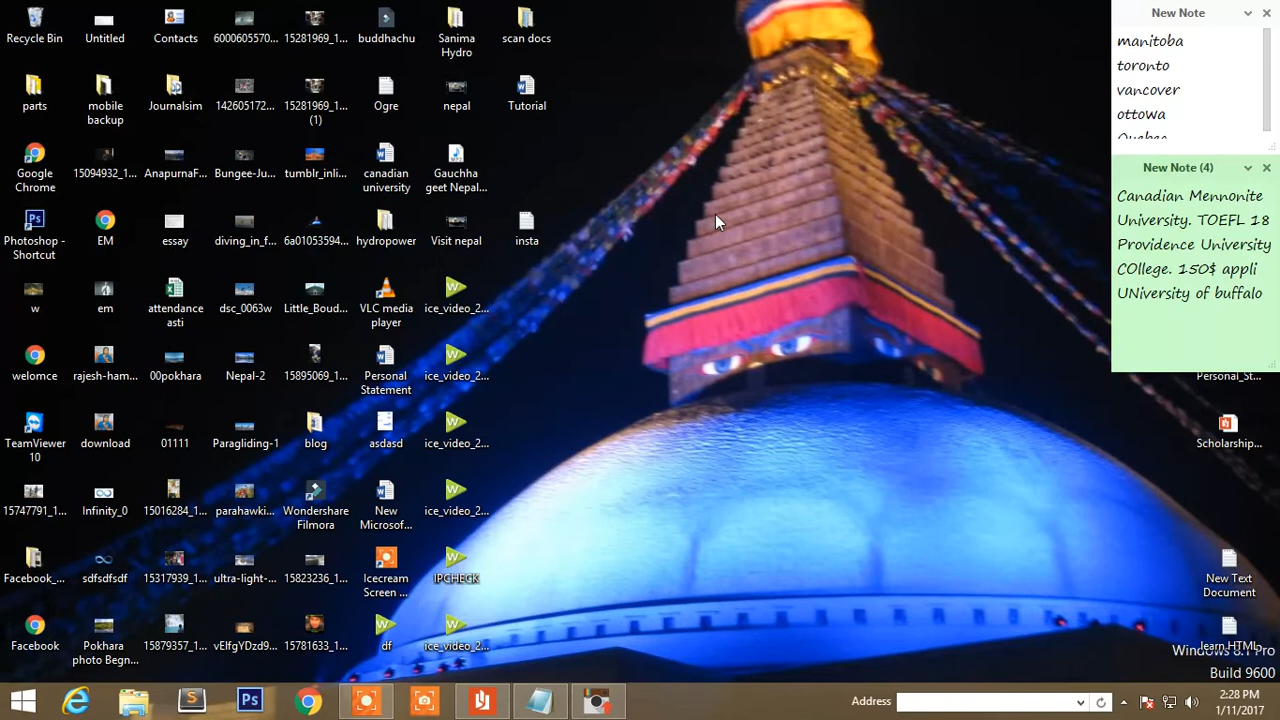 Recycle Bin
Untitled
Contacts
6000605570...
15281969_1...
buddhachu
Sanima
Hydro
scan docs
parts
mobile
backup
Journalsim
142605172...
15281969_1...
(1)
Ogre
nepal
Tutorial
Google
Chrome
15094932_1...
AnapurnaF...
Bungee-Ju...
tumblr_inli...
canadian
university
Gauchha
geet Nepal...
Photoshop -
Shortcut
EM
essay
diving_in_f...
6a01053594...
hydropower
Visit nepal
insta
w
em
attendance
asti
dsc_0063w
Little_Boud...
VLC media
player
ice_video_2...
welomce
rajesh-ham...
00pokhara
Nepal-2
15895069_1...
Personal
Statement
ice_video_2...
TeamViewer
10
download
01111
Paragliding-1
blog
asdasd
ice_video_2...
15747791_1...
Infinity_0
15016284_1...
parahawki...
Wondershare
Filmora
New
Microsof...
ice_video_2...
Facebook_...
sdfsdfsdf
15317939_1...
ultra-light-...
15823236_1...
Icecream
Screen ...
IPCHECK
Facebook
Pokhara
photo Begn...
15879357_1...
vElfgYDzd9...
15781633_1...
df
ice_video_2...
New Note
manitoba
toronto
vancover
ottowa
Quebec
New Note (4)
Canadian Mennonite
University. TOEFL 18
Providence University
COllege. 150$ appli
UNiversity of buffalo
Personal_St...
Scholarship...
New Text
Document
learn HTML
Windows 8.1 Pro
Build 9600
Address
2:28 PM
1/11/2017